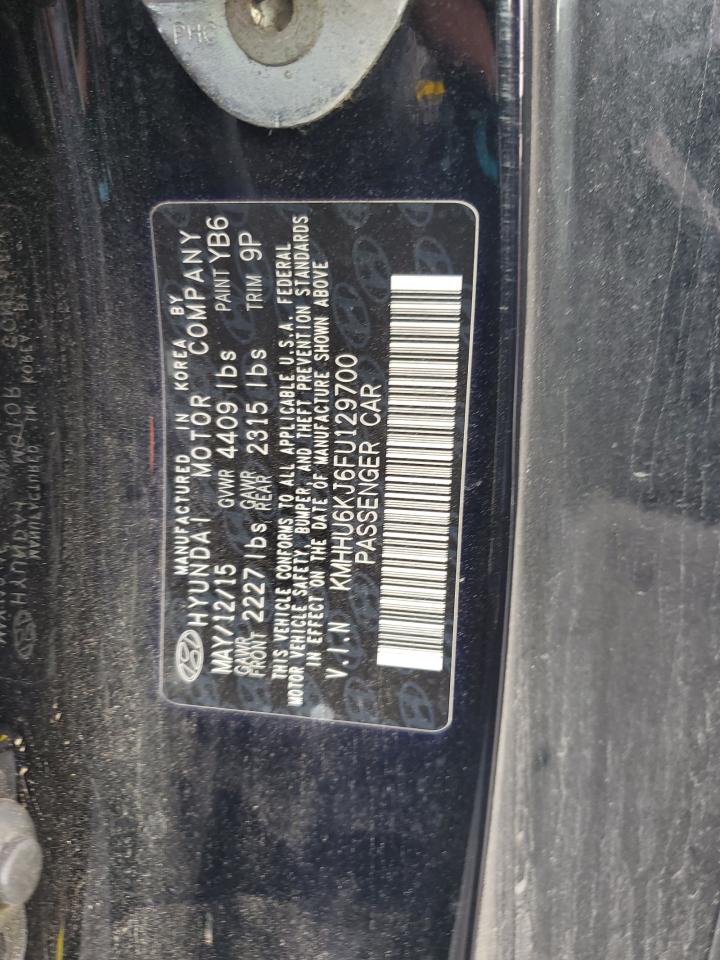 MANUFACTURED IN KOREA BY
HYUNDAI MOTOR COMPANY
MAY/12/15 GVWR 4409 lbs PAINT YB6
GAWR FRONT 2227 lbs GAWR REAR 2315 lbs TRIM 9P
THIS VEHICLE CONFORMS TO ALL APPLICABLE U.S.A. FEDERAL
MOTOR VEHICLE SAFETY, BUMPER, AND THEFT PREVENTION STANDARDS
IN EFFECT ON THE DATE OF MANUFACTURE SHOWN ABOVE
V.I.N KMHHU6KJ6FU129700
PASSENGER CAR
PHC